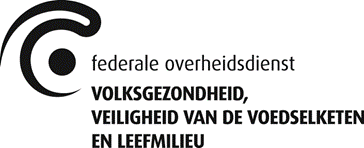 federale overheidsdienst
VOLKSGEZONDHEID,
VEILIGHEID VAN DE VOEDSELKETEN
EN LEEFMILIEU